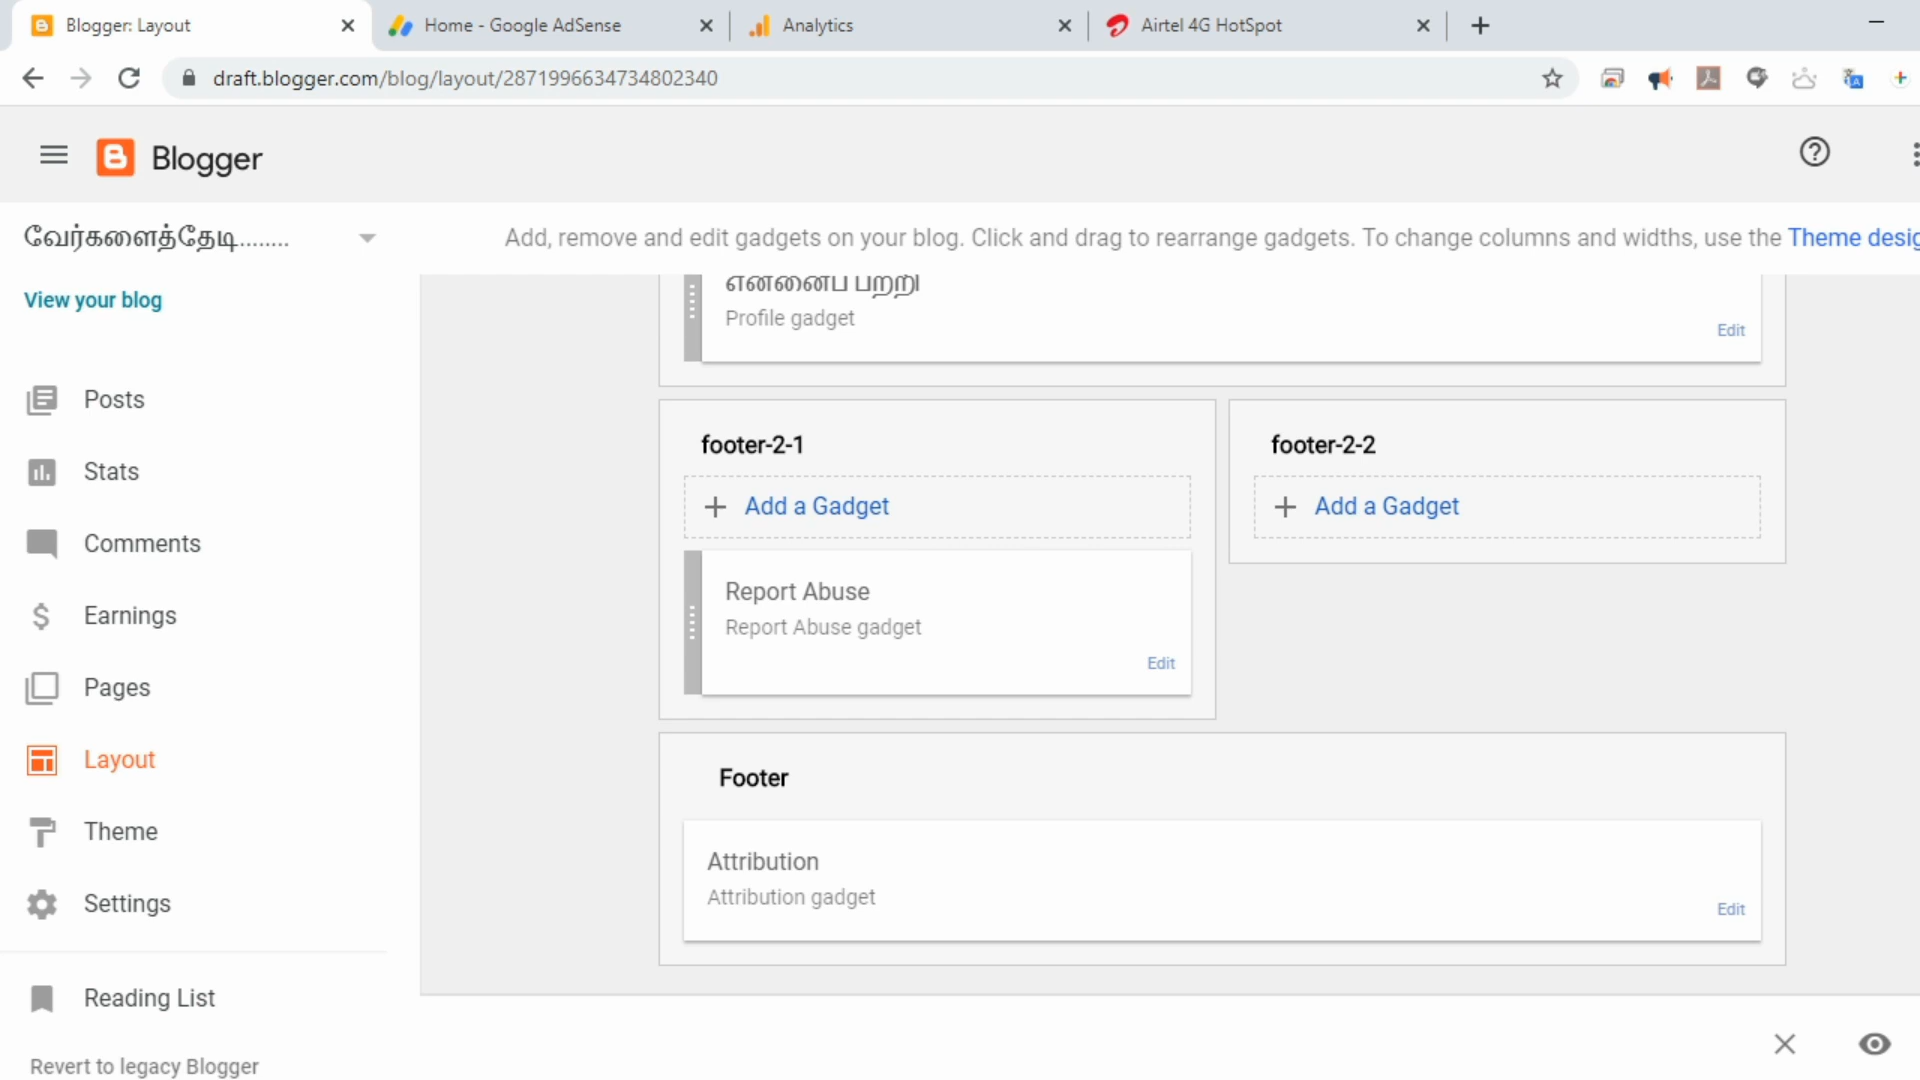 Blogger: Layout
Home - Google AdSense
Analytics
Airtel 4G HotSpot
draft.blogger.com/blog/layout/2871996634734802340
Blogger
வேர்களைத்தேடி........
Add, remove and edit gadgets on your blog. Click and drag to rearrange gadgets. To change columns and widths, use the Theme desig
View your blog
என்னைப் பற்றி
Profile gadget
Edit
Posts
Stats
Comments
Earnings
Pages
Layout
Theme
Settings
Reading List
Revert to legacy Blogger
footer-2-1
Add a Gadget
Report Abuse
Report Abuse gadget
Edit
footer-2-2
Add a Gadget
Footer
Attribution
Attribution gadget
Edit